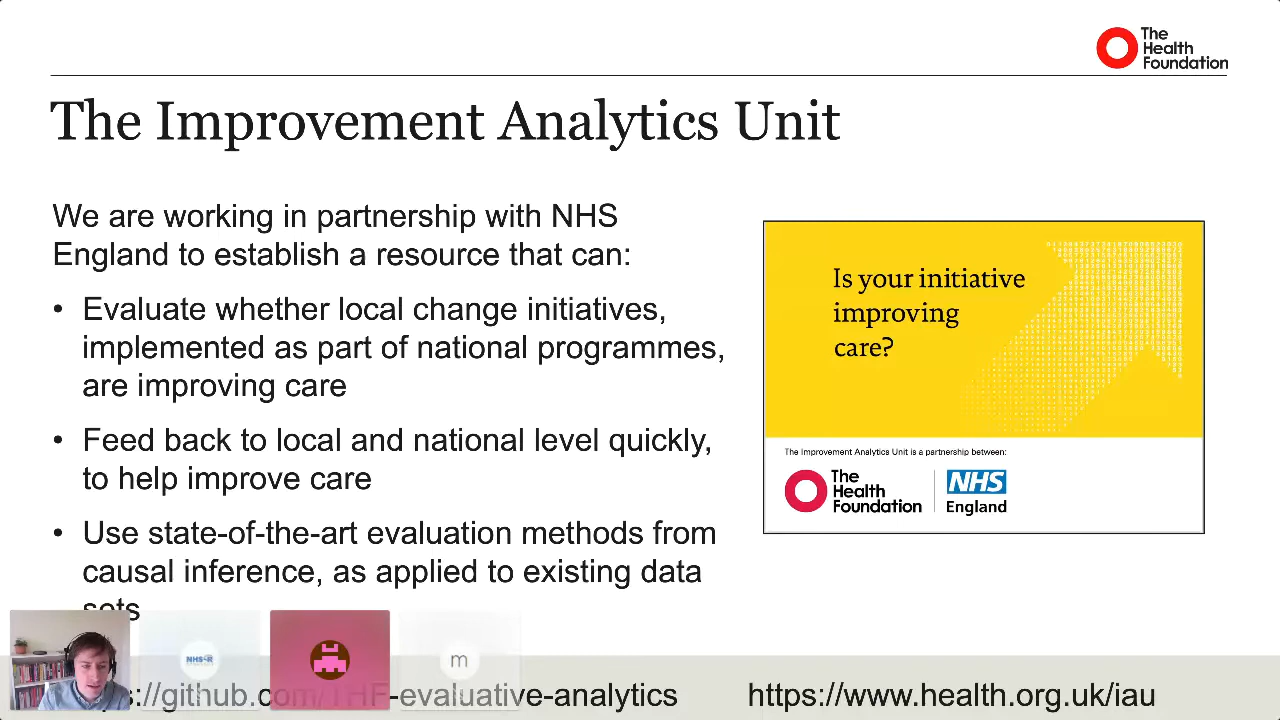 The
Health
Foundation
The Improvement Analytics Unit
We are working in partnership with NHS
England to establish a resource that can:
• Evaluate whether local change initiatives,
implemented as part of national programmes,
are improving care
• Feed back to local and national level quickly,
to help improve care
• Use state-of-the-art evaluation methods from
causal inference, as applied to existing data
sets
Is your initiative
improving
care?
The Improvement Analytics Unit is a partnership between:
The
Health
Foundation
NHS
England
NHS-R
m
s://github.com/THF-evaluative-analytics
https://www.health.org.uk/iau